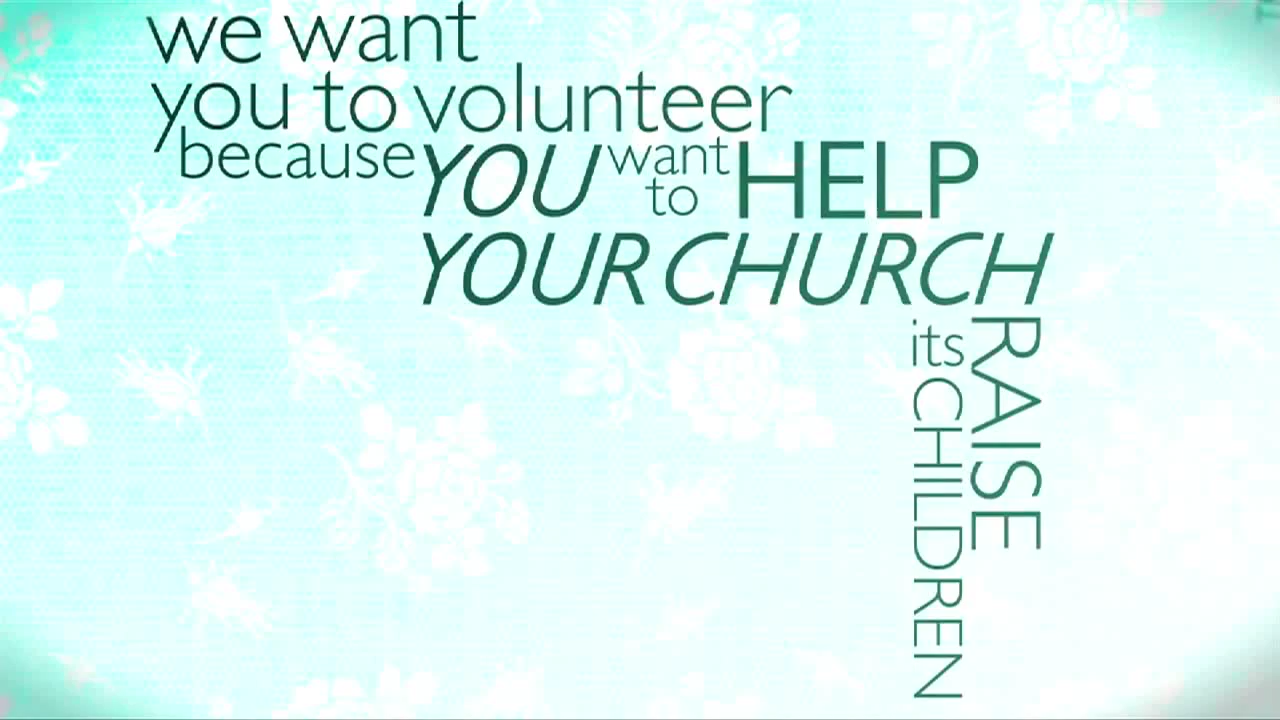 we want
you to volunteer
because YOU want to HELP
YOUR CHURCH
RAISE
its CHILDREN